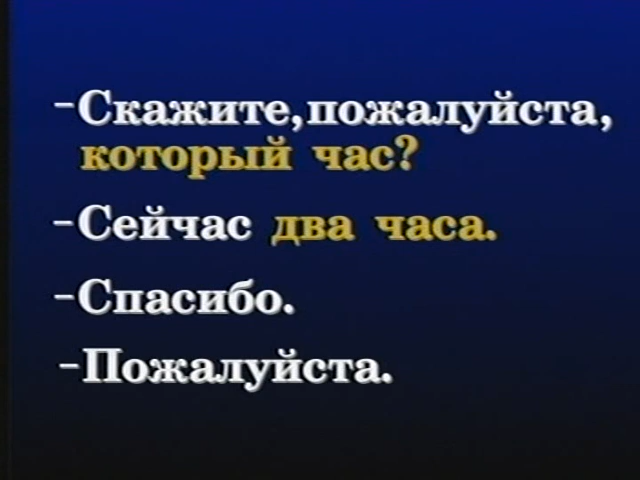 -Скажите, пожалуйста,
который час?
-Сейчас два часа.
-Спасибо.
-Пожалуйста.